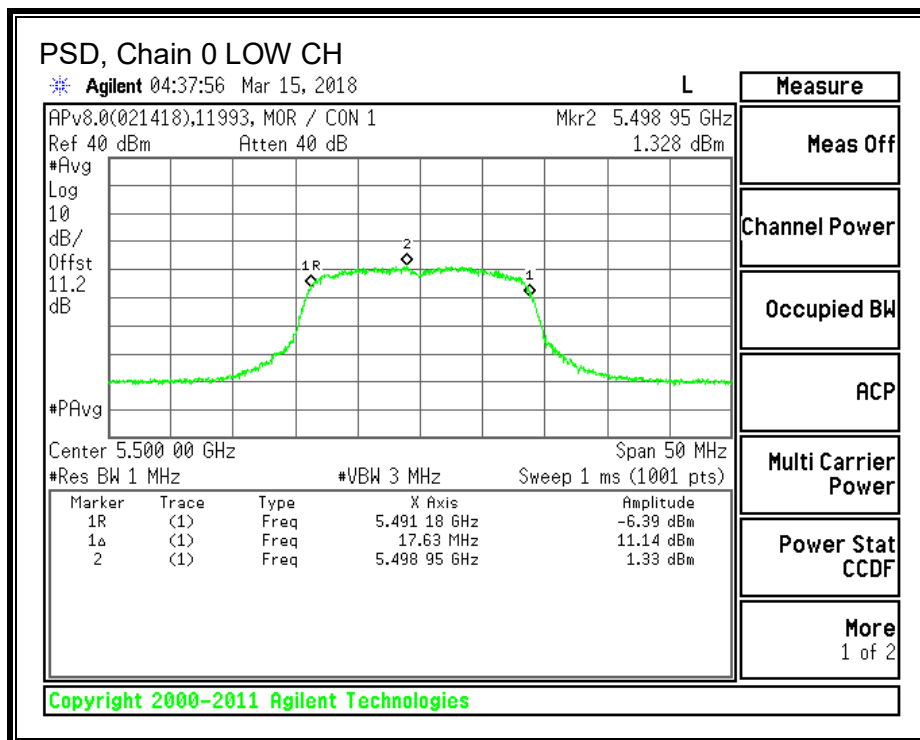 PSD, Chain 0 LOW CH
Agilent 04:37:56 Mar 15, 2018 L
APv8.0(021418),11993, MOR / CON 1 Mkr2 5.498 95 GHz
Ref 40 dBm Atten 40 dB 1.328 dBm
#Avg
Log
10
dB/
Offst
11.2
dB
#PAvg
2
1R
1
Center 5.500 00 GHz Span 50 MHz
#Res BW 1 MHz #VBW 3 MHz Sweep 1 ms (1001 pts)
Marker Trace Type X Axis Amplitude
1R (1) Freq 5.491 18 GHz -6.39 dBm
1Δ (1) Freq 17.63 MHz 11.14 dBm
2 (1) Freq 5.498 95 GHz 1.33 dBm
Measure
Meas Off
Channel Power
Occupied BW
ACP
Multi Carrier
Power
Power Stat
CCDF
More
1 of 2
Copyright 2000-2011 Agilent Technologies